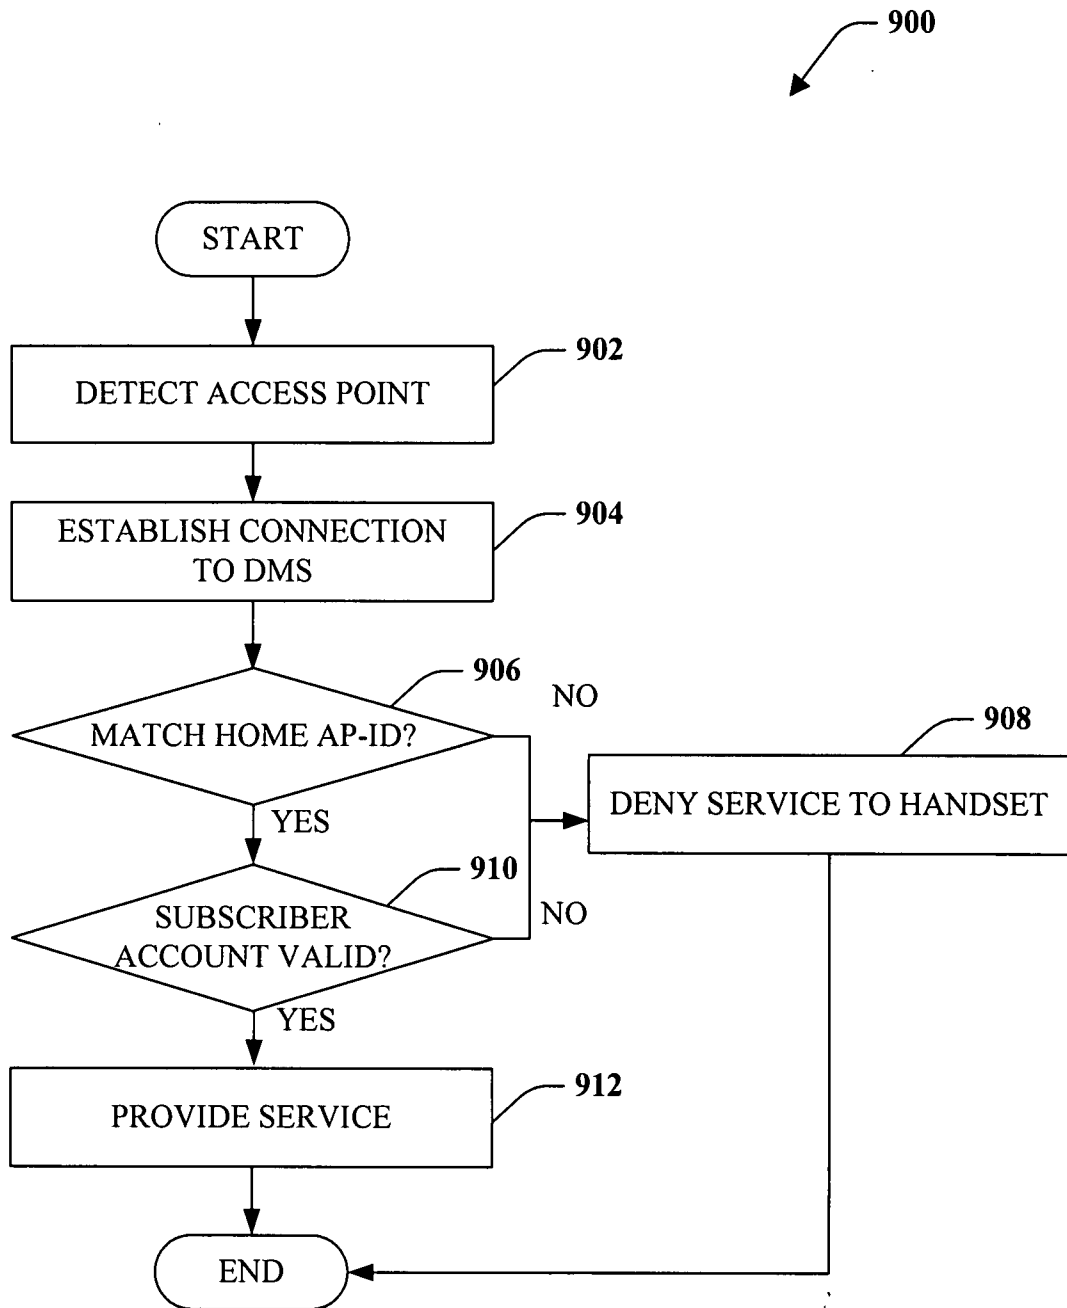 900
START
902
DETECT ACCESS POINT
904
ESTABLISH CONNECTION
TO DMS
906
NO
MATCH HOME AP-ID?
908
DENY SERVICE TO HANDSET
YES
910
NO
SUBSCRIBER
ACCOUNT VALID?
YES
912
PROVIDE SERVICE
END